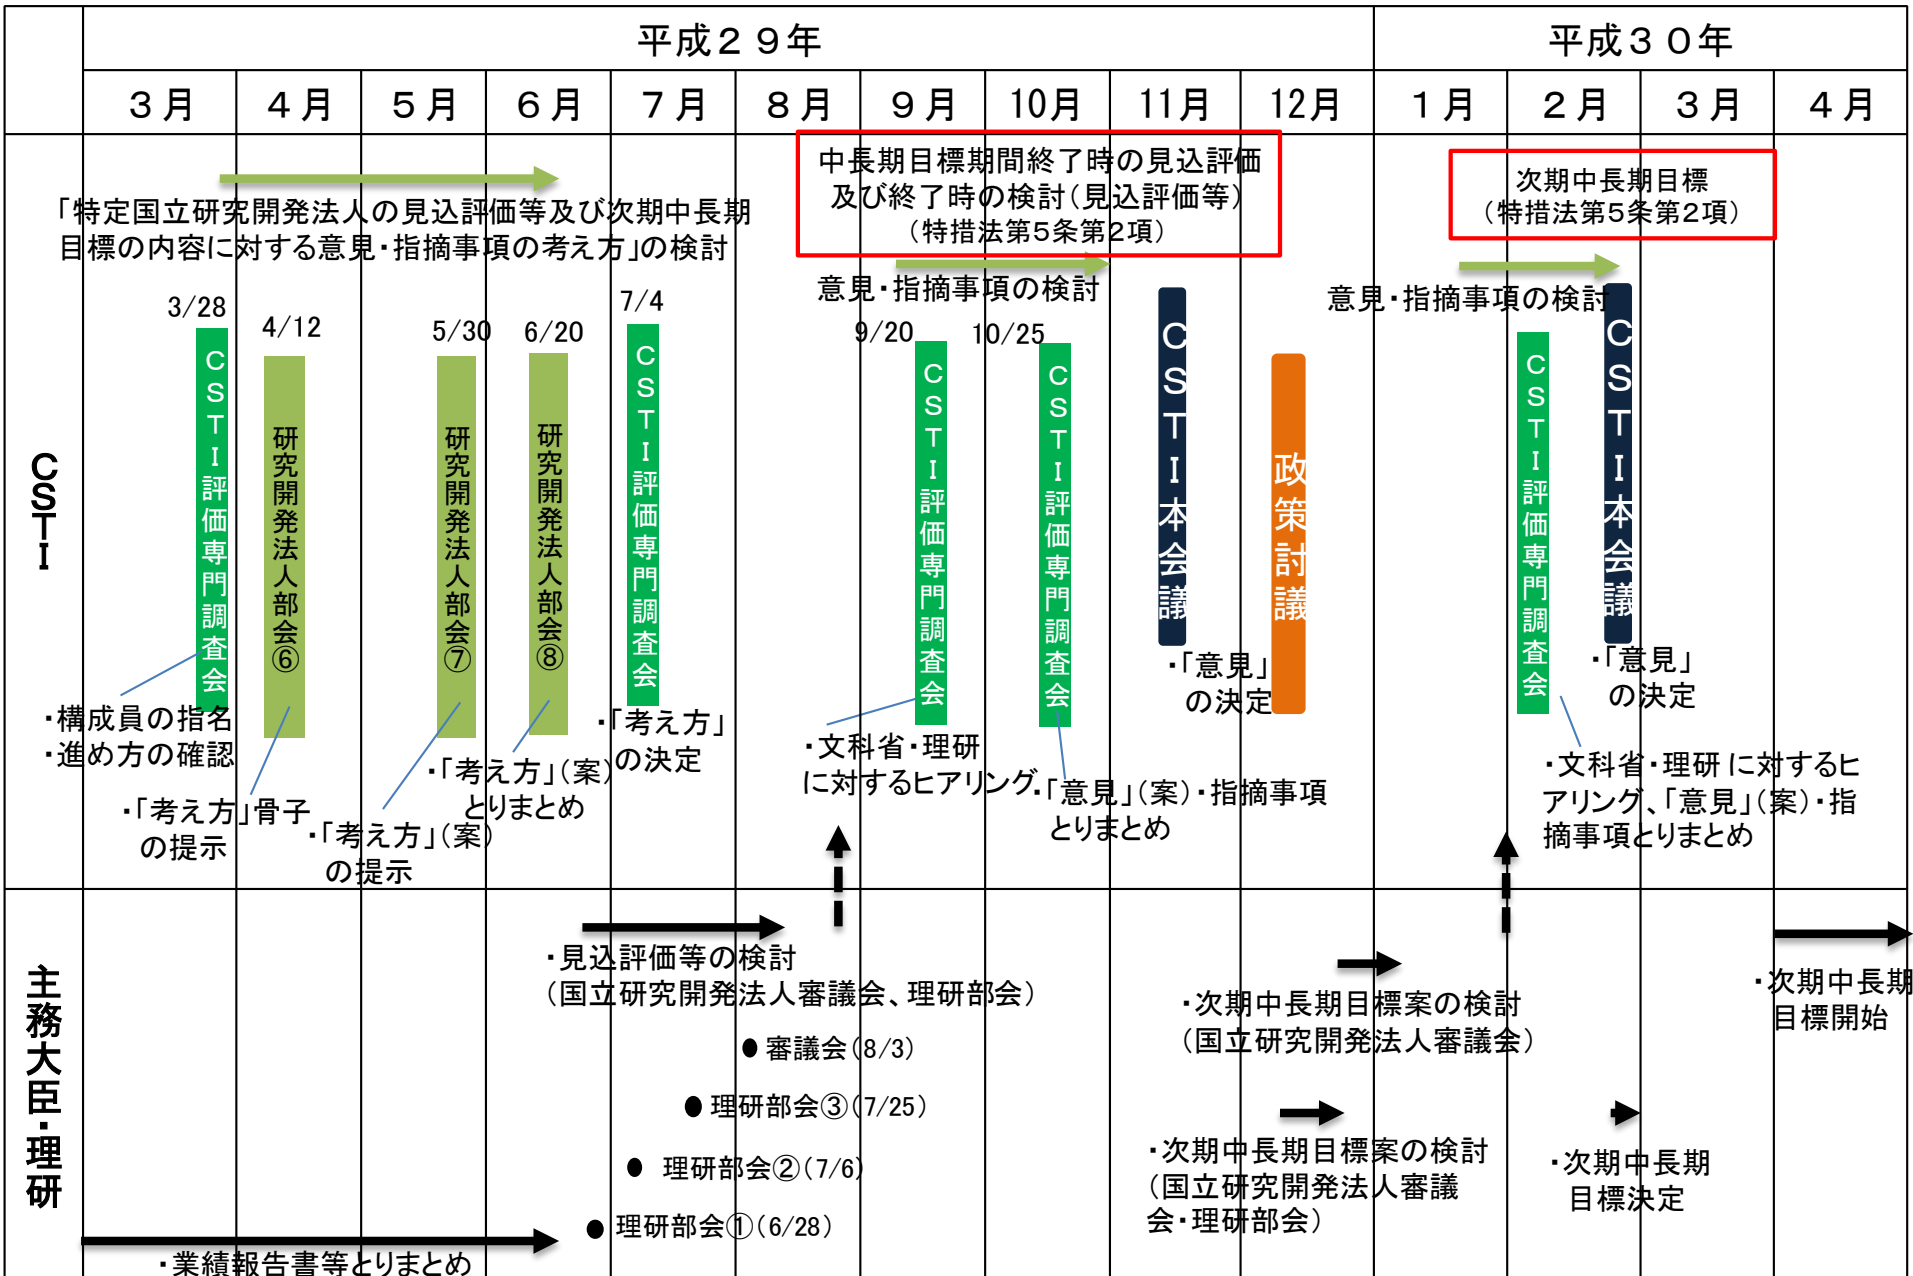 平成２９年
平成３０年
３月
４月
５月
６月
７月
８月
９月
10月
11月
12月
１月
２月
３月
４月
CSTI
「特定国立研究開発法人の見込評価等及び次期中長期
目標の内容に対する意見・指摘事項の考え方」の検討
中長期目標期間終了時の見込評価
及び終了時の検討（見込評価等）
（特措法第５条第２項）
意見・指摘事項の検討
次期中長期目標
（特措法第５条第２項）
意見・指摘事項の検討
3/28
CSTI評価専門調査会
・構成員の指名
・進め方の確認
4/12
研究開発法人部会⑥
・「考え方」骨子
の提示
5/30
研究開発法人部会⑦
・「考え方」（案）
の提示
6/20
研究開発法人部会⑧
・「考え方」（案）
とりまとめ
7/4
CSTI評価専門調査会
・「考え方」
の決定
9/20
CSTI評価専門調査会
・文科省・理研
に対するヒアリング
10/25
CSTI評価専門調査会
・「意見」（案）・指摘事項
とりまとめ
CSTI本会議
・「意見」
の決定
政策討議
CSTI評価専門調査会
・文科省・理研 に対するヒ
アリング、「意見」（案）・指
摘事項とりまとめ
CSTI本会議
・「意見」
の決定
主務大臣・理研
・見込評価等の検討
（国立研究開発法人審議会、理研部会）
審議会（8/3）
理研部会③（7/25）
理研部会②（7/6）
理研部会①（6/28）
・業績報告書等とりまとめ
・次期中長期目標案の検討
（国立研究開発法人審議会）
・次期中長期目標案の検討
（国立研究開発法人審議
会・理研部会）
・次期中長期
目標決定
・次期中長期
目標開始